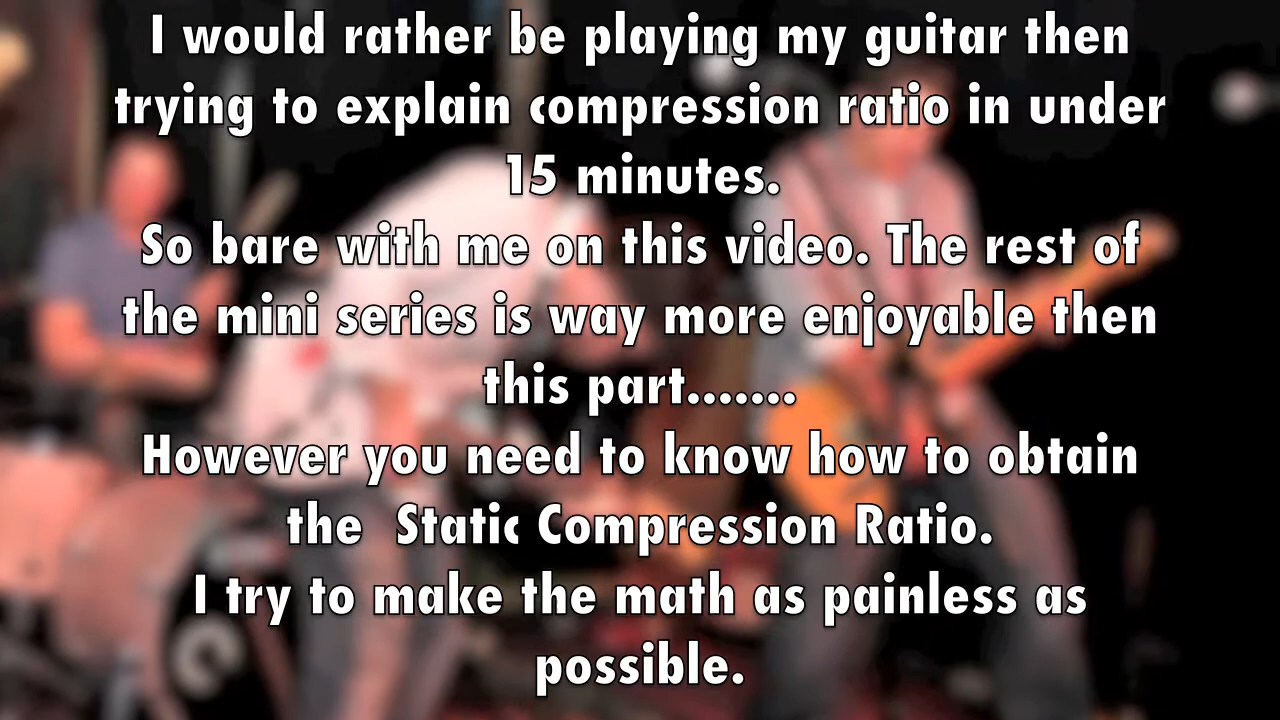 I would rather be playing my guitar then
trying to explain compression ratio in under
15 minutes.
So bare with me on this video. The rest of
the mini series is way more enjoyable then
this part.......
However you need to know how to obtain
the  Static Compression Ratio.
I try to make the math as painless as
possible.